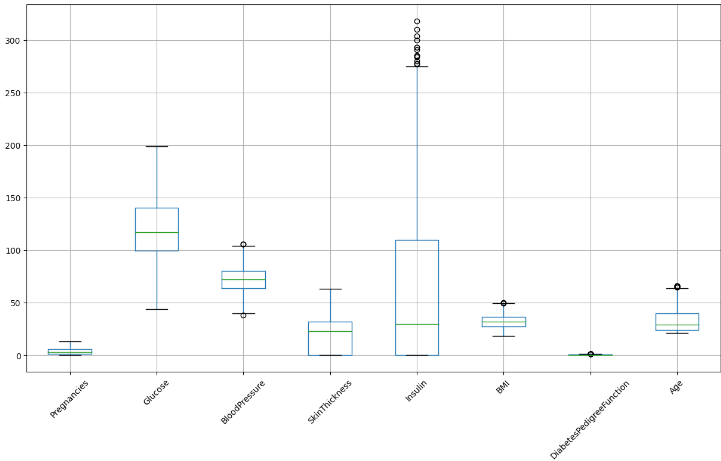 300
250
200
150
100
50
0
Pregnancies
Glucose
BloodPressure
SkinThickness
Insulin
BMI
DiabetesPedigreeFunction
Age